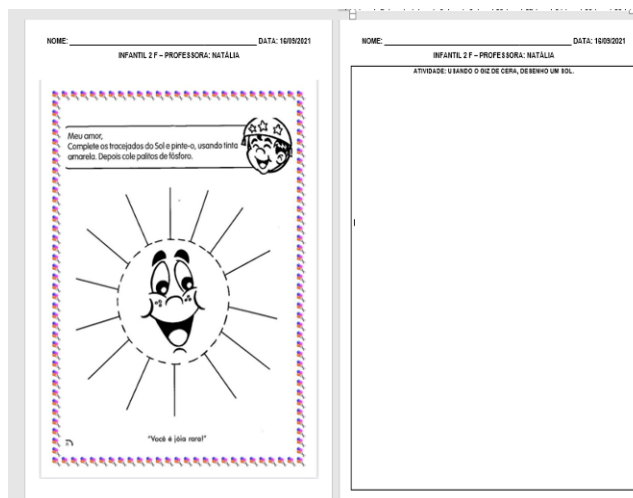 NOME: DATA: 16/09/2021
INFANTIL 2 F – PROFESSORA: NATÁLIA
Meu amor,
Complete os tracejados do Sol e pinte-o, usando tinta
amarela. Depois cole palitos de fósforo.
"Você é jóia rara!"
NOME: DATA: 16/09/2021
INFANTIL 2 F – PROFESSORA: NATÁLIA
ATIVIDADE: USANDO O GIZ DE CERA, DESENHO UM SOL.